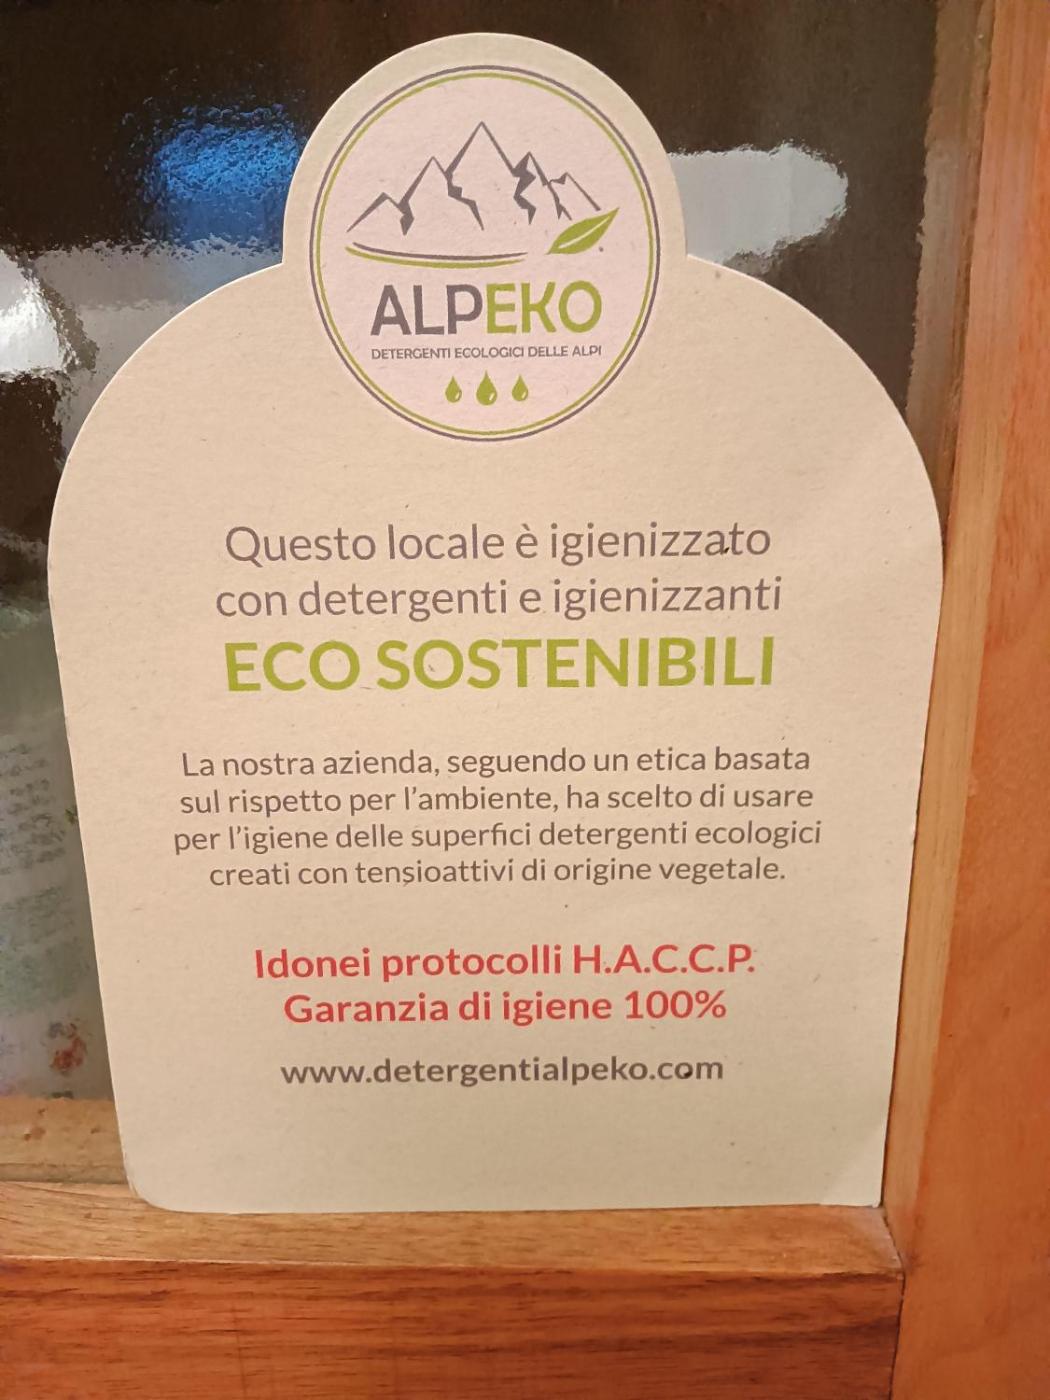 ALPEKO
DETERGENTI ECOLOGICI DELLE ALPI
Questo locale è igienizzato
con detergenti e igienizzanti
ECO SOSTENIBILI
La nostra azienda, seguendo un etica basata
sul rispetto per l'ambiente, ha scelto di usare
per l'igiene delle superfici detergenti ecologici
creati con tensioattivi di origine vegetale.
Idonei protocolli H.A.C.C.P.
Garanzia di igiene 100%
www.detergentialpeko.com